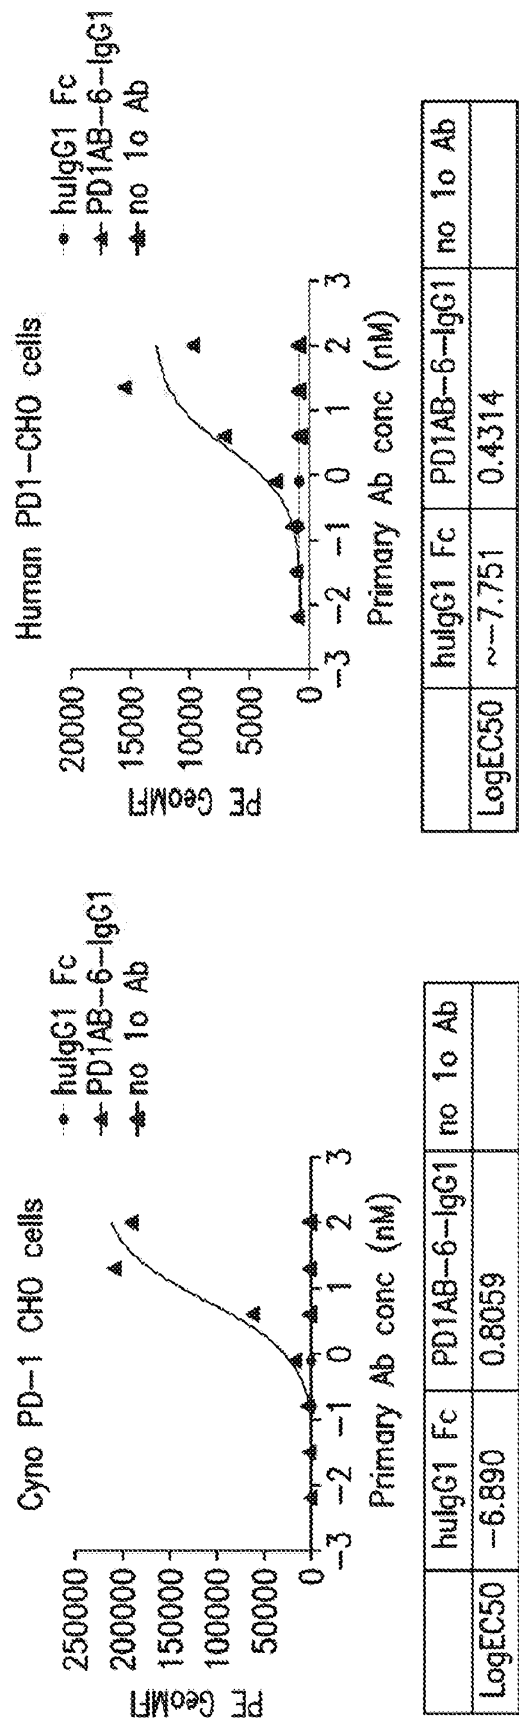 Cyno PD-1 CHO cells
huIgG1 Fc
PD1AB-6-IgG1
no 1o Ab
PE GeoMFI
250000
200000
150000
100000
50000
0
-3 -2 -1 0 1 2 3
Primary Ab conc (nM)
huIgG1 Fc PD1AB-6-IgG1 no 1o Ab
LogEC50 -6.890 0.8059
Human PD1-CHO cells
huIgG1 Fc
PD1AB-6-IgG1
no 1o Ab
PE GeoMFI
20000
15000
10000
5000
0
-3 -2 -1 0 1 2 3
Primary Ab conc (nM)
huIgG1 Fc PD1AB-6-IgG1 no 1o Ab
LogEC50 ~-7.751 0.4314